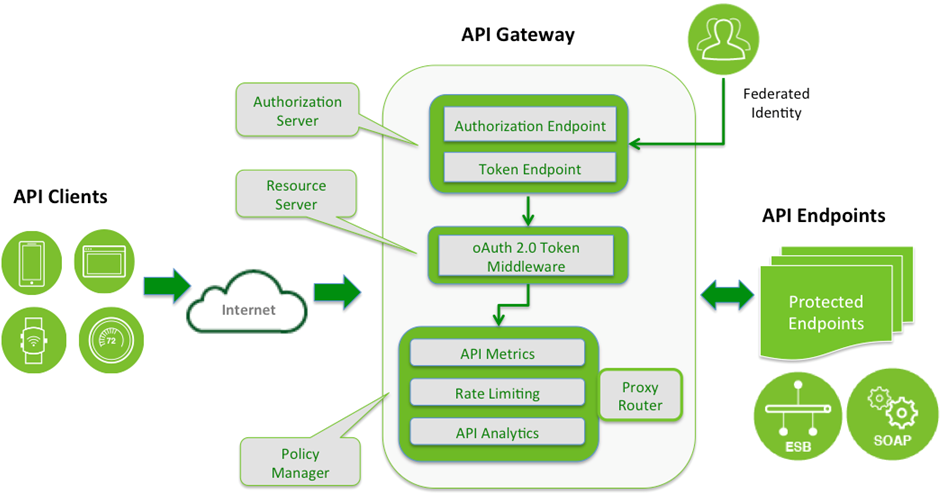 API Gateway
Federated
Identity
Authorization
Server
Authorization Endpoint
Token Endpoint
Resource
Server
API Clients
API Endpoints
oAuth 2.0 Token
Middleware
Internet
72
Protected
Endpoints
API Metrics
Rate Limiting
API Analytics
Proxy
Router
Policy
Manager
ESB
SOAP